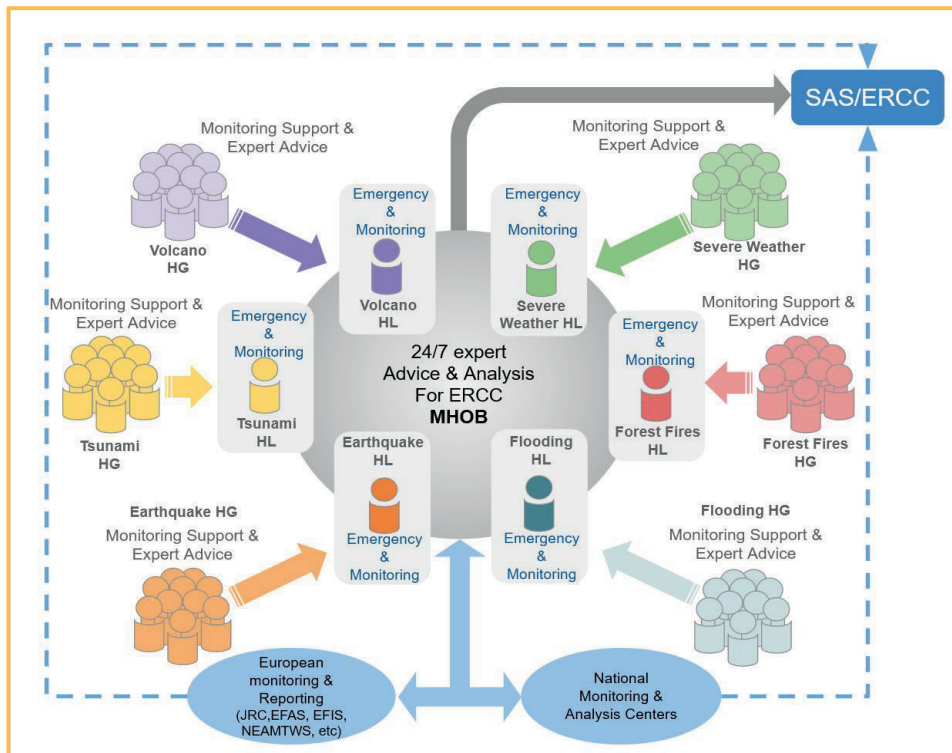 SAS/ERCC
Monitoring Support &
Expert Advice
Volcano
HG
Emergency
&
Monitoring
Volcano
HL
Emergency
&
Monitoring
Severe
Weather HL
Monitoring Support &
Expert Advice
Severe Weather
HG
Monitoring Support &
Expert Advice
Tsunami
HG
Emergency
&
Monitoring
Tsunami
HL
24/7 expert
Advice & Analysis
For ERCC
MHOB
Emergency
&
Monitoring
Forest Fires
HL
Monitoring Support &
Expert Advice
Forest Fires
HG
Earthquake HG
Monitoring Support &
Expert Advice
Earthquake
HL
Emergency
&
Monitoring
Flooding
HL
Emergency
&
Monitoring
Flooding HG
Monitoring Support &
Expert Advice
European
monitoring &
Reporting
(JRC,EFAS, EFIS,
NEAMTWS, etc)
National
Monitoring &
Analysis Centers